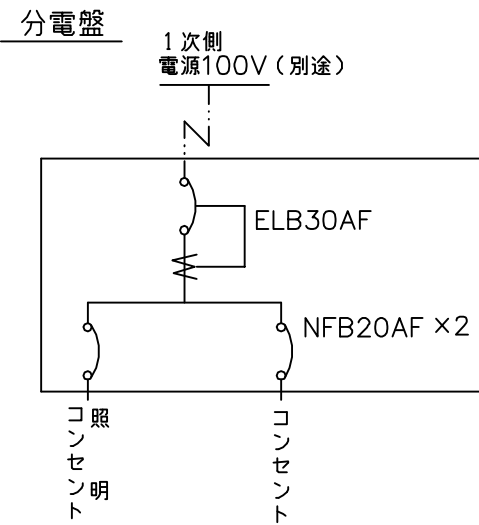 分電盤
1次側
電源100V(別途)
ELB30AF
NFB20AF ×2
コンセント
照明
コンセント